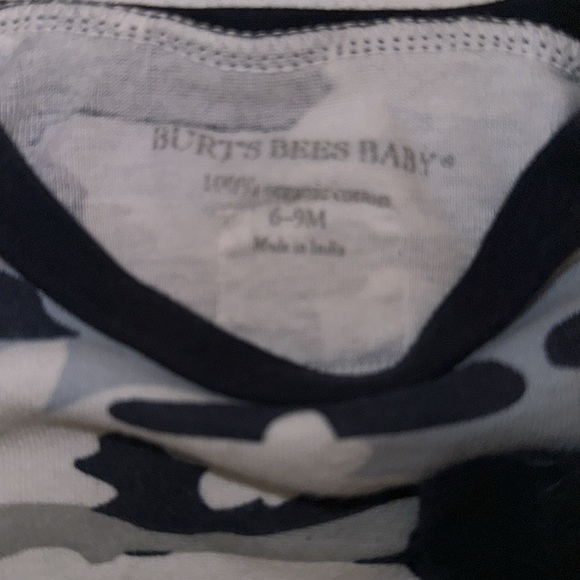 BURT'S BEES BABY®
100% organic cotton
6-9M
Made in India